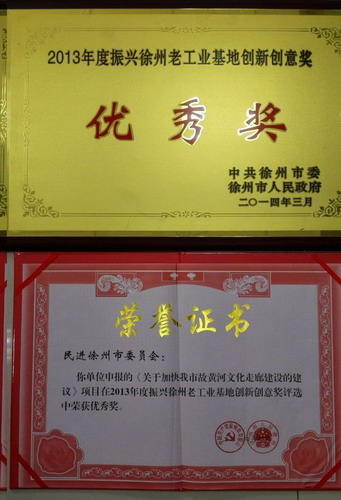 2013年度振兴徐州老工业基地创新创意奖
优秀奖
中共徐州市委
徐州市人民政府
二〇一四年三月
荣誉证书
民进徐州市委员会：
你单位申报的《关于加快我市故黄河文化走廊建设的建
议》项目在2013年度振兴徐州老工业基地创新创意奖评选
中荣获优秀奖。